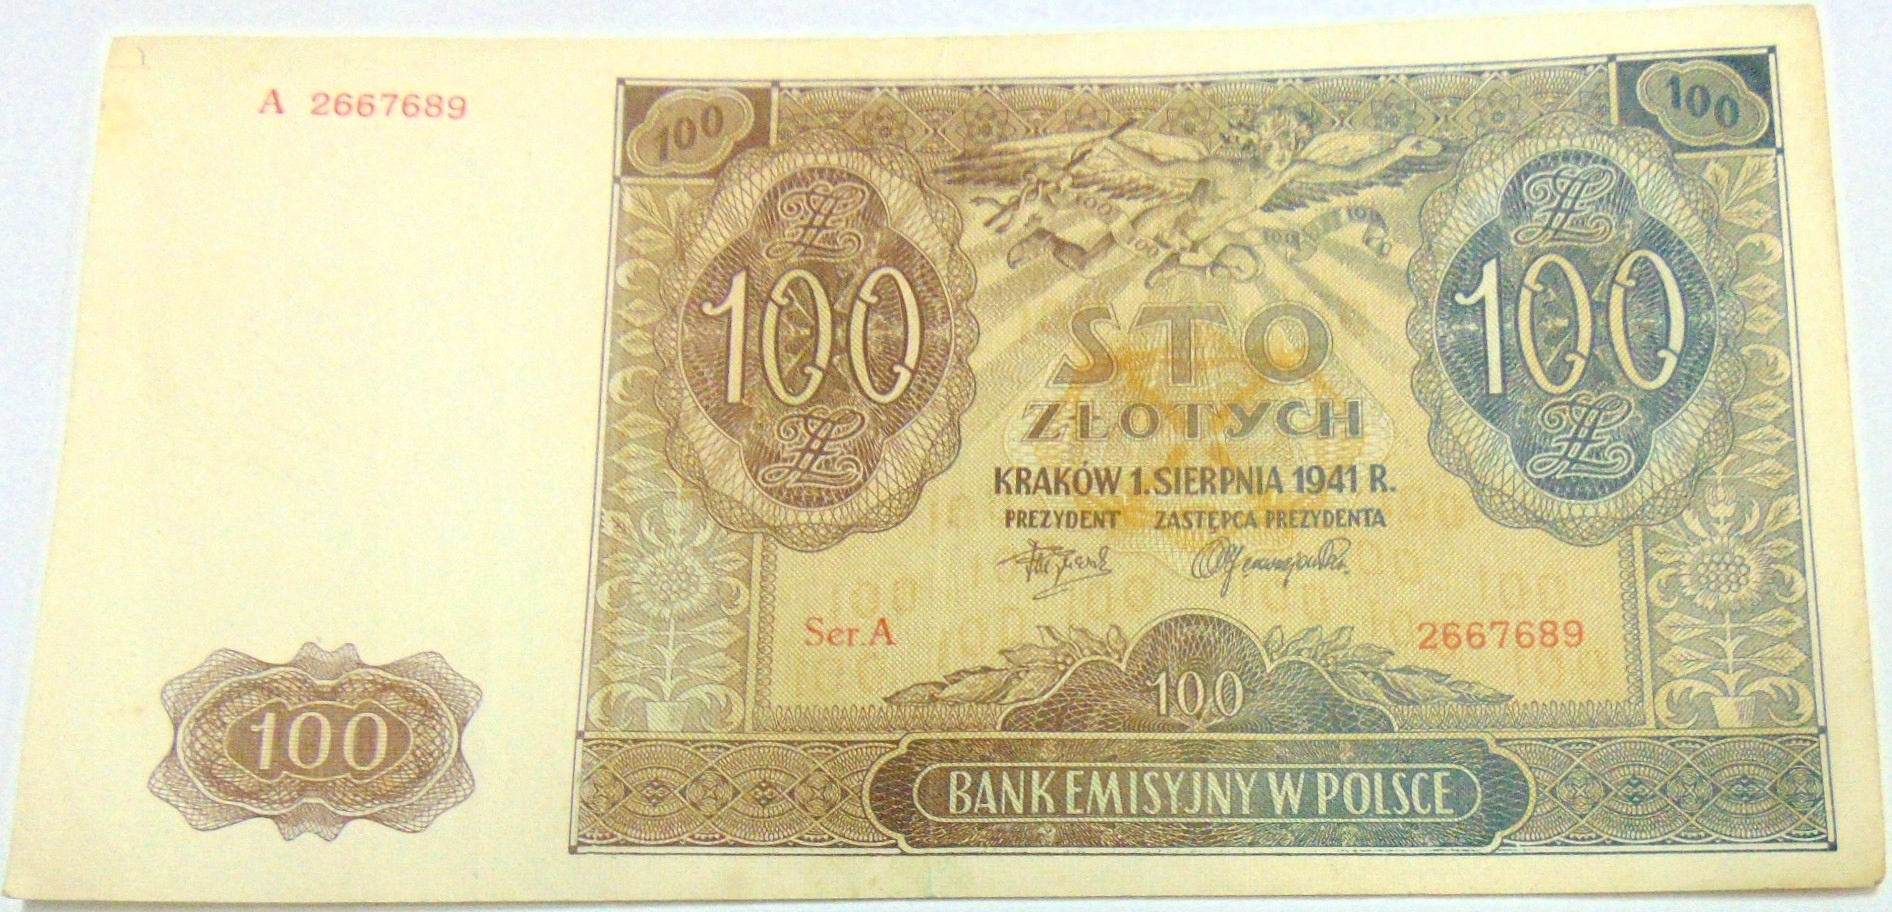 A 2667689
100
100
100
100
STO
ZŁOTYCH
KRAKÓW 1. SIERPNIA 1941 R.
PREZYDENT ZASTĘPCA PREZYDENTA
Ser. A 2667689
100
100
BANK EMISYJNY W POLSCE